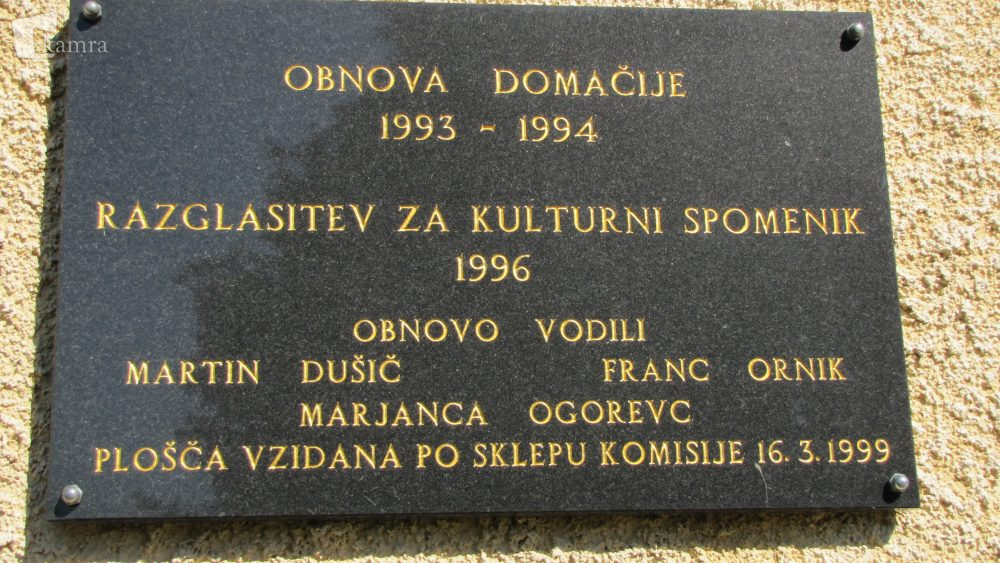 kamra
OBNOVA DOMAČIJE
1993 - 1994
RAZGLASITEV ZA KULTURNI SPOMENIK
1996
OBNOVO VODILI
MARTIN DUŠIČ FRANC ORNIK
MARJANCA OGOREVC
PLOŠČA VZIDANA PO SKLEPU KOMISIJE 16. 3. 1999